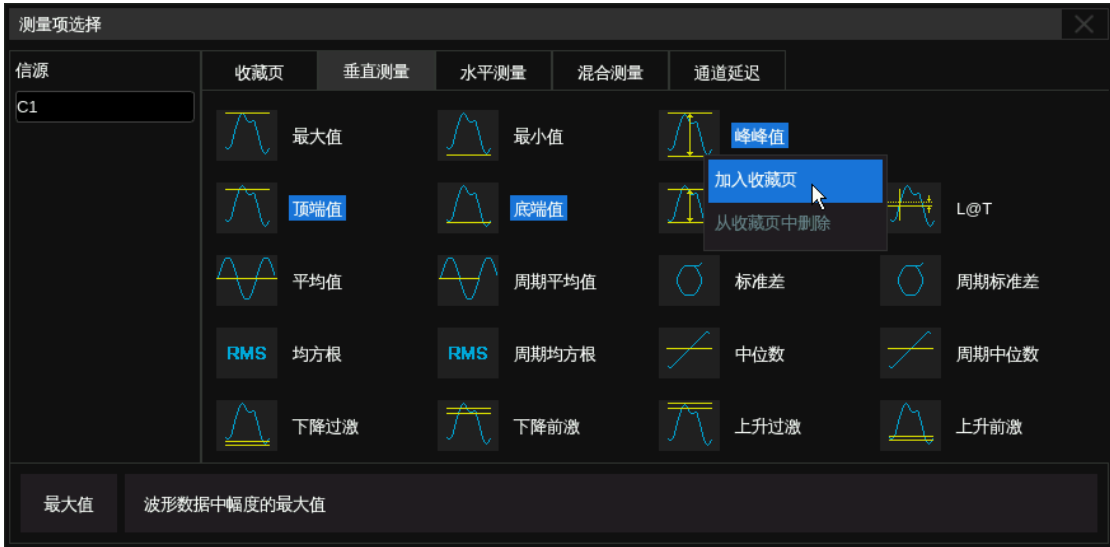 测量项选择
信源
C1
收藏页 垂直测量 水平测量 混合测量 通道延迟
最大值 最小值 峰峰值
加入收藏页
从收藏页中删除
顶端值 底端值 L@T
平均值 周期平均值 标准差 周期标准差
RMS 均方根 RMS 周期均方根 中位数 周期中位数
下降过激 下降前激 上升过激 上升前激
最大值 波形数据中幅度的最大值